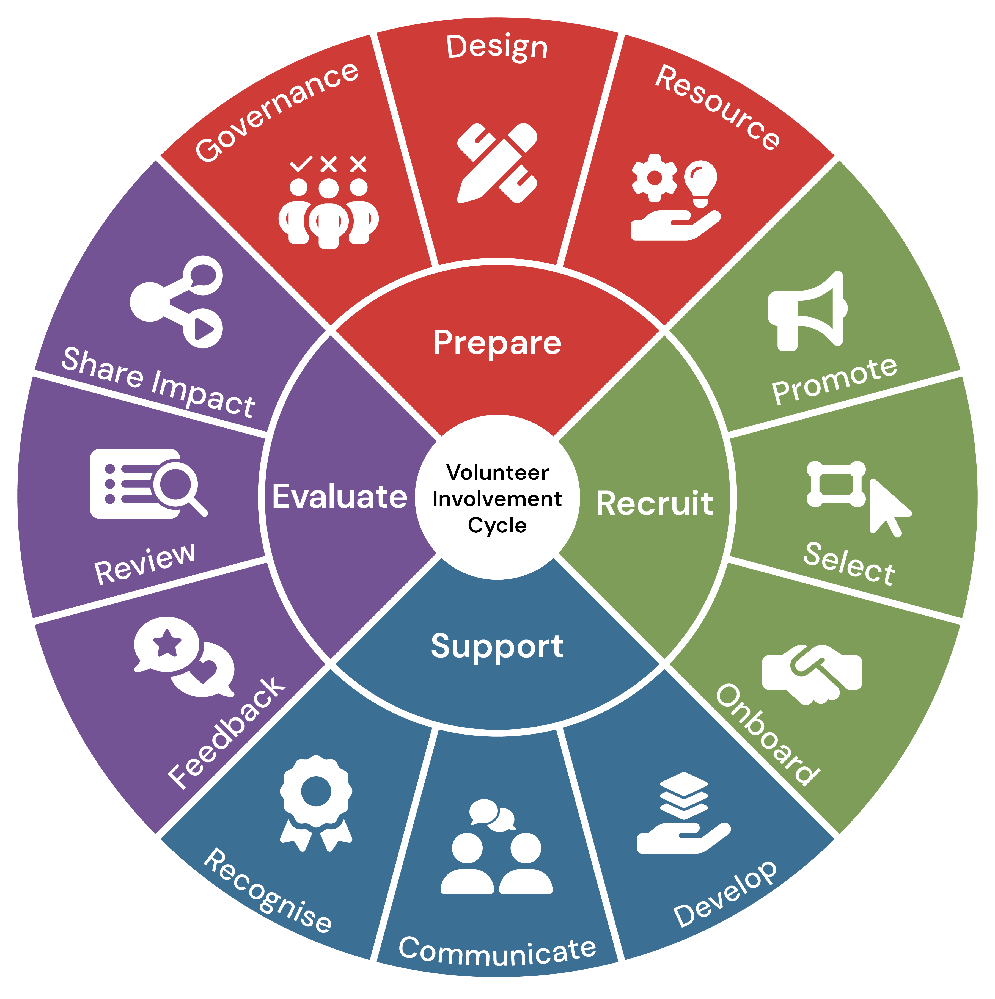 Governance
Design
Resource
Promote
Select
Onboard
Develop
Communicate
Recognise
Feedback
Review
Share Impact
Prepare
Recruit
Support
Evaluate
Volunteer
Involvement
Cycle